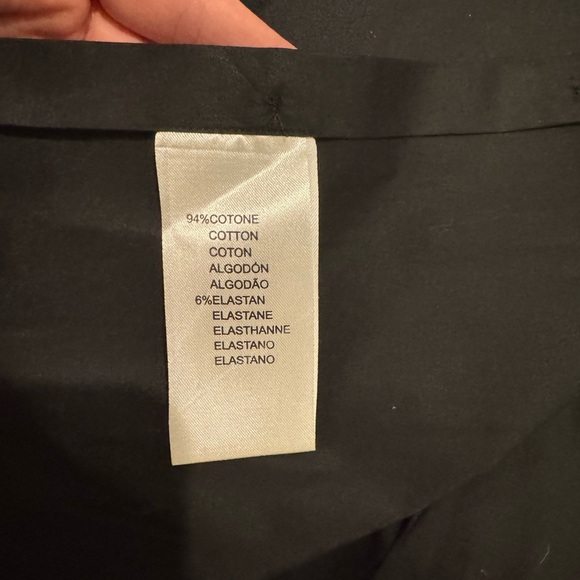 94%COTONE
COTTON
COTON
ALGODÓN
ALGODÃO
6%ELASTAN
ELASTANE
ELASTHANNE
ELASTANO
ELASTANO